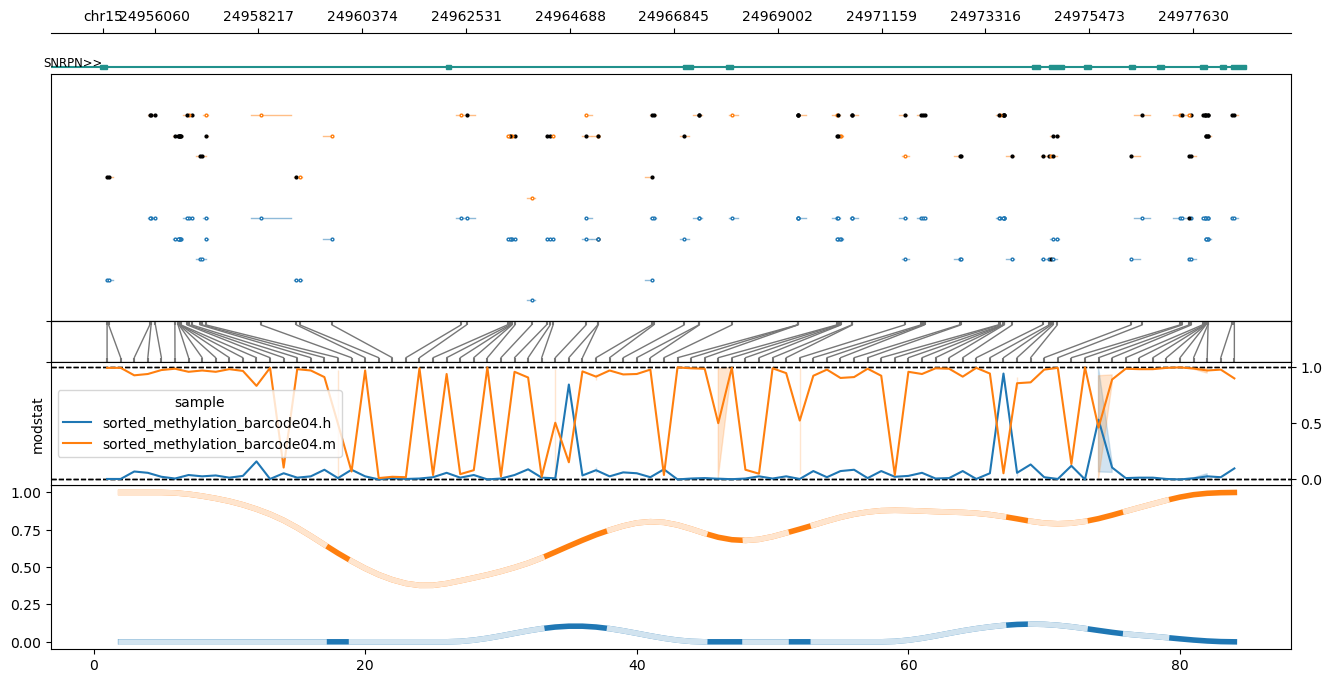 chr15 24956060 24958217 24960374 24962531 24964688 24966845 24969002 24971159 24973316 24975473 24977630
SNRPN>>
modstat
sample
sorted_methylation_barcode04.h
sorted_methylation_barcode04.m
1.0
0.5
0.0
1.00
0.75
0.50
0.25
0.00
0 20 40 60 80